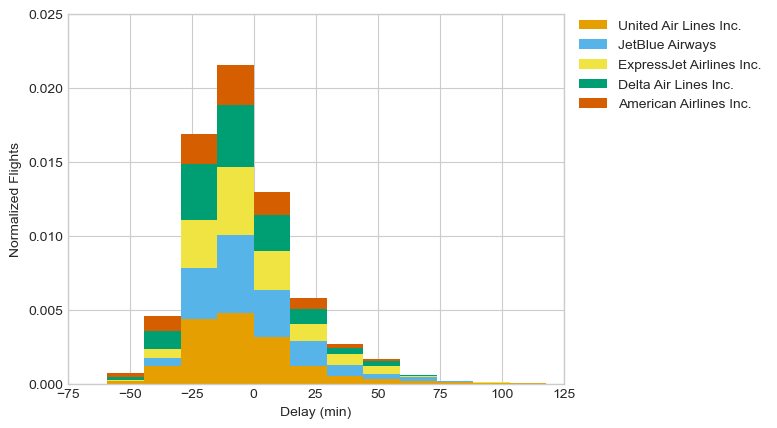 0.025
0.020
0.015
0.010
0.005
0.000
Normalized Flights
−75
−50
−25
0
25
50
75
100
125
Delay (min)
United Air Lines Inc.
JetBlue Airways
ExpressJet Airlines Inc.
Delta Air Lines Inc.
American Airlines Inc.